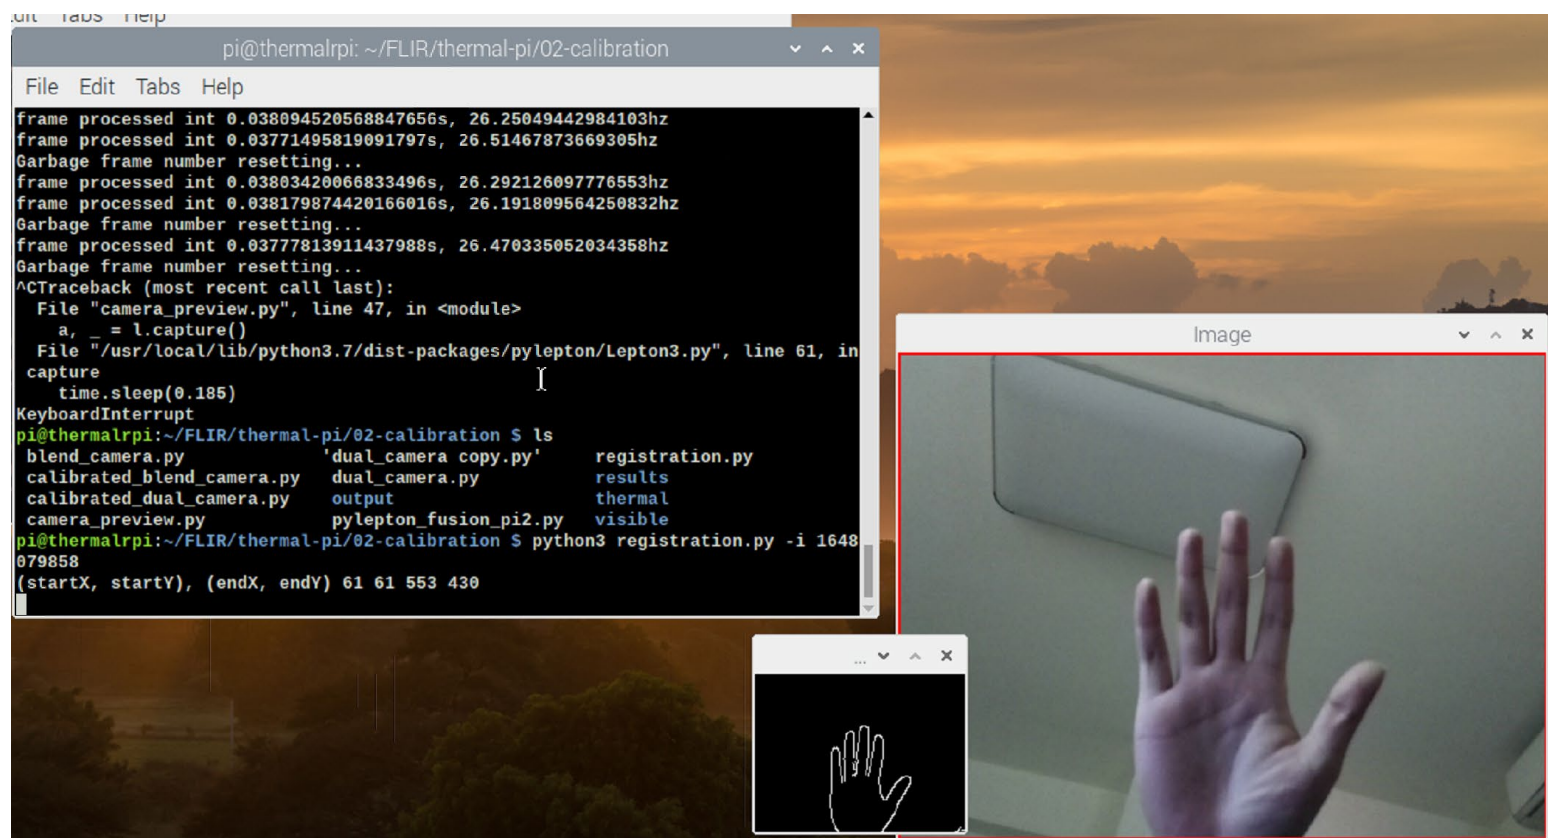 Edit Tabs Help
pi@thermalrpi: ~/FLIR/thermal-pi/02-calibration
File Edit Tabs Help
frame processed int 0.038094520568847656s, 26.25049442984103hz
frame processed int 0.03771495819091797s, 26.51467873669305hz
Garbage frame number resetting...
frame processed int 0.03803420066833496s, 26.292126097776553hz
frame processed int 0.038179874420166016s, 26.191809564250832hz
Garbage frame number resetting...
frame processed int 0.03777813911437988s, 26.470335052034358hz
Garbage frame number resetting...
^CTraceback (most recent call last):
  File "camera_preview.py", line 47, in <module>
    a, _ = l.capture()
  File "/usr/local/lib/python3.7/dist-packages/pylepton/Lepton3.py", line 61, in
 capture
    time.sleep(0.185)
KeyboardInterrupt
pi@thermalrpi:~/FLIR/thermal-pi/02-calibration $ ls
 blend_camera.py 'dual_camera copy.py' registration.py
 calibrated_blend_camera.py dual_camera.py results
 calibrated_dual_camera.py output thermal
 camera_preview.py pylepton_fusion_pi2.py visible
pi@thermalrpi:~/FLIR/thermal-pi/02-calibration $ python3 registration.py -i 1648
079858
(startX, startY), (endX, endY) 61 61 553 430
Image
...